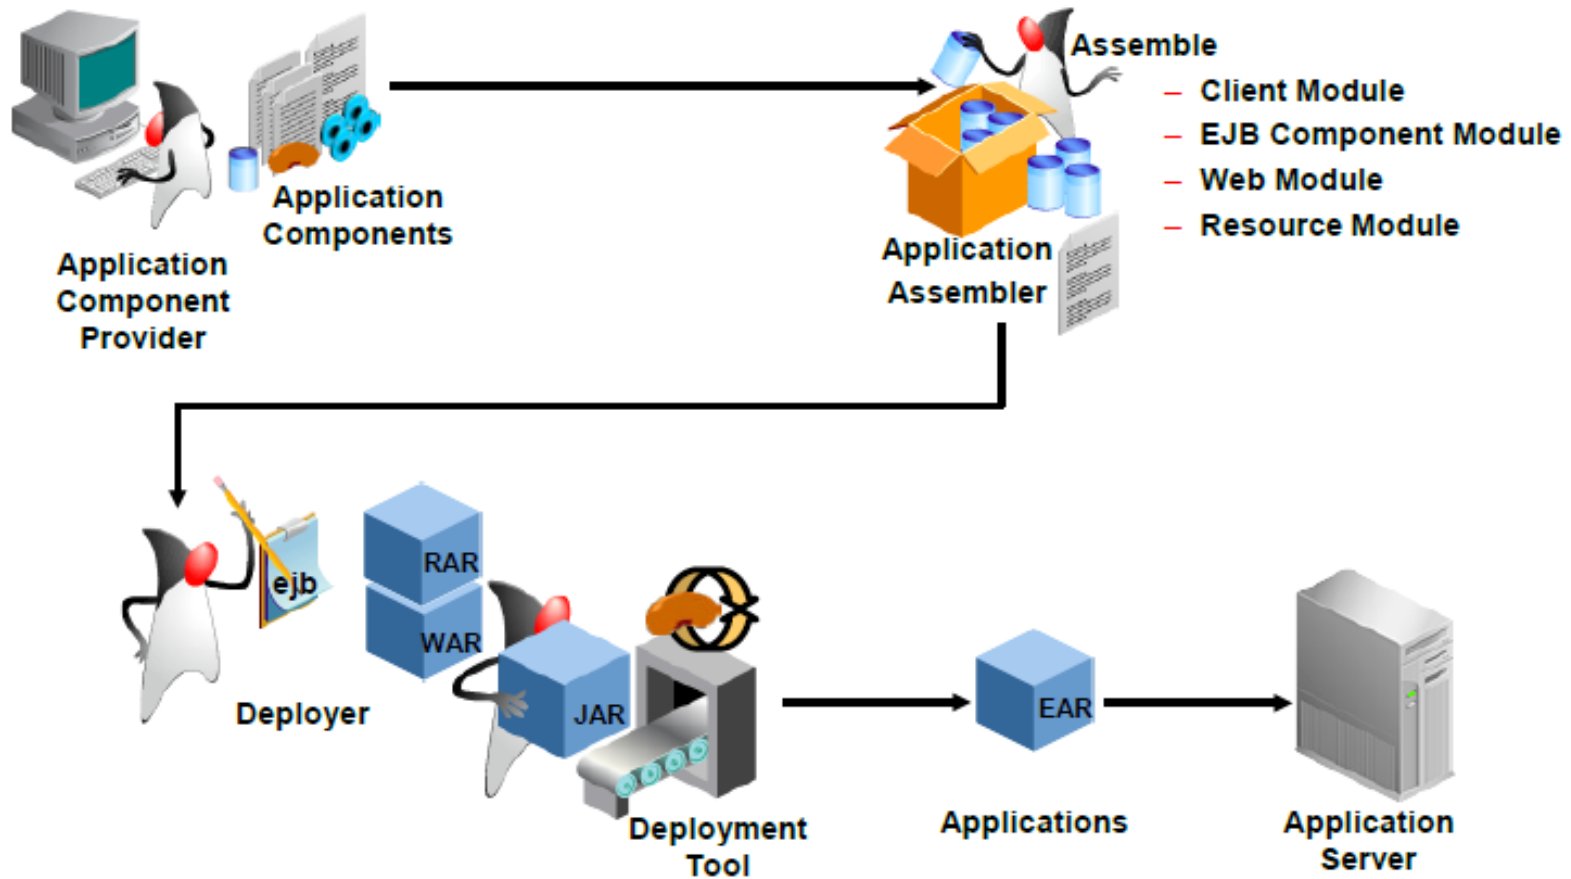 Assemble
– Client Module
– EJB Component Module
– Web Module
– Resource Module
Application
Components
Application
Component
Provider
Application
Assembler
ejb
RAR
WAR
JAR
Deployer
EAR
Deployment
Tool
Applications
Application
Server